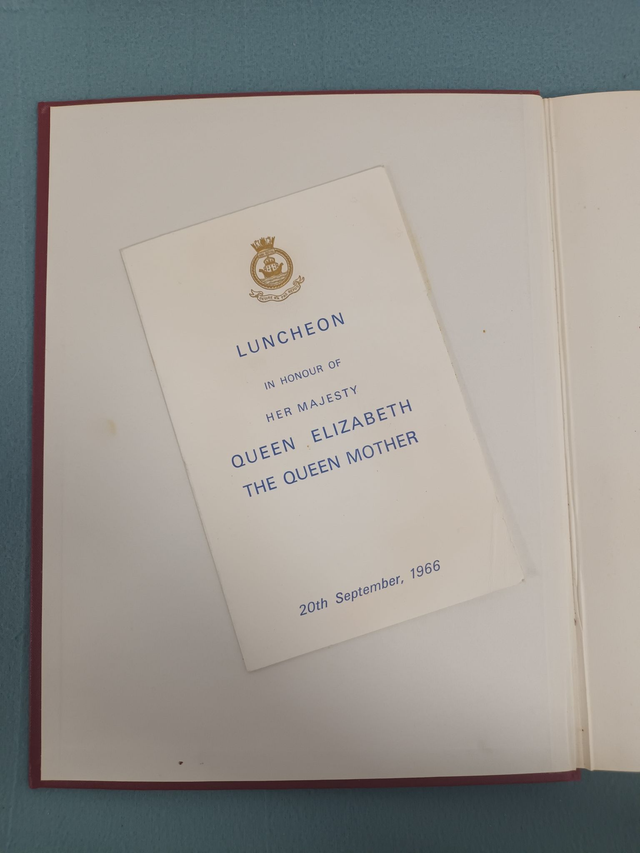 LUNCHEON
IN HONOUR OF
HER MAJESTY
QUEEN ELIZABETH
THE QUEEN MOTHER
20th September, 1966